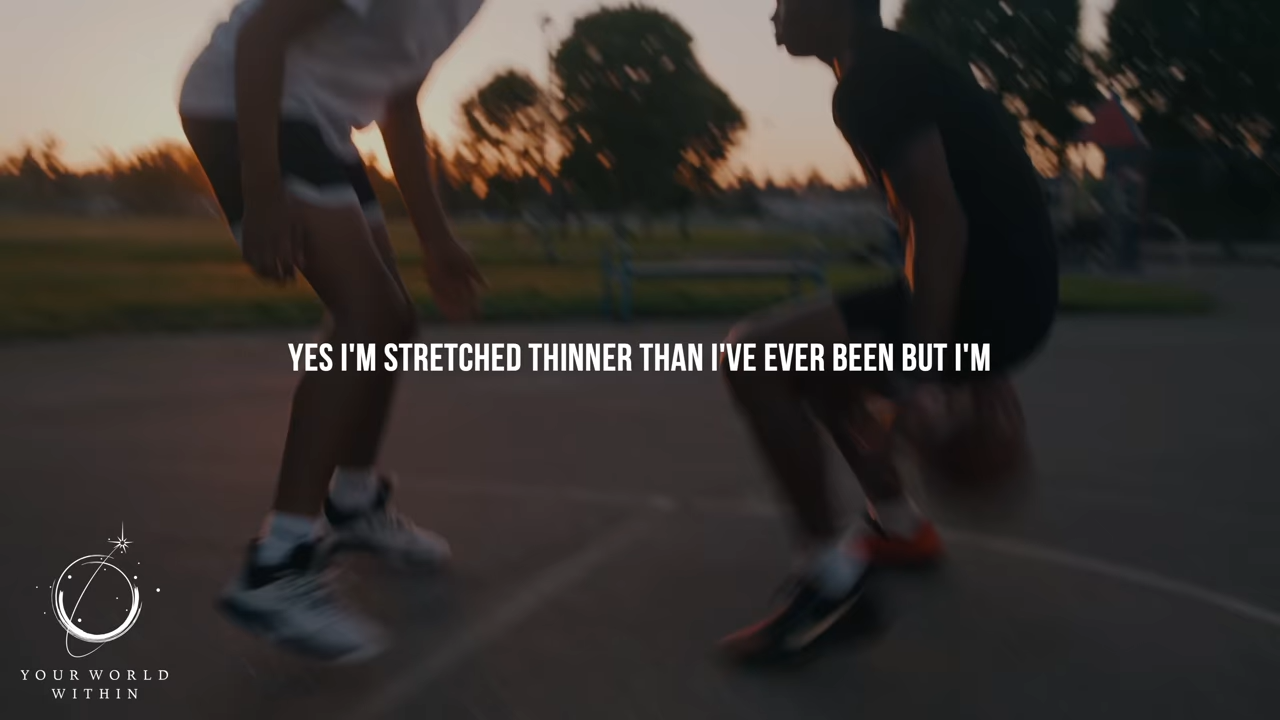 YES I'M STRETCHED THINNER THAN I'VE EVER BEEN BUT I'M
YOUR WORLD
WITHIN